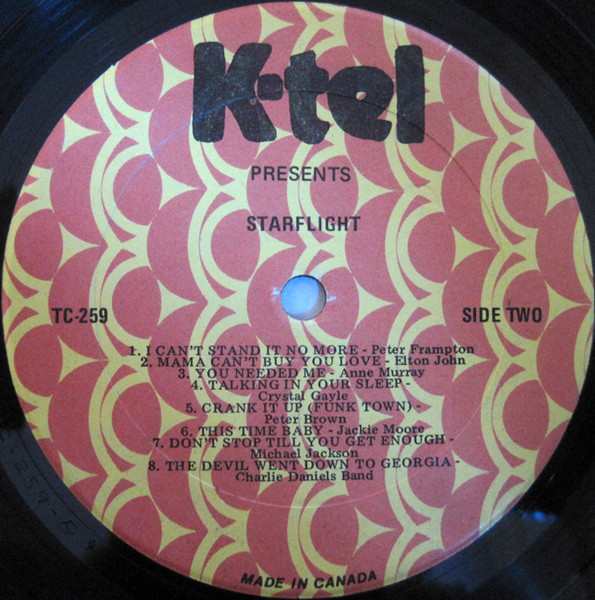 K-tel
PRESENTS
STARFLIGHT
TC-259
SIDE TWO
1. I CAN'T STAND IT NO MORE - Peter Frampton
2. MAMA CAN'T BUY YOU LOVE - Elton John
3. YOU NEEDED ME - Anne Murray
4. TALKING IN YOUR SLEEP -
Crystal Gayle
5. CRANK IT UP (FUNK TOWN) -
Peter Brown
6. THIS TIME BABY - Jackie Moore
7. DON'T STOP TILL YOU GET ENOUGH -
Michael Jackson
8. THE DEVIL WENT DOWN TO GEORGIA -
Charlie Daniels Band
MADE IN CANADA